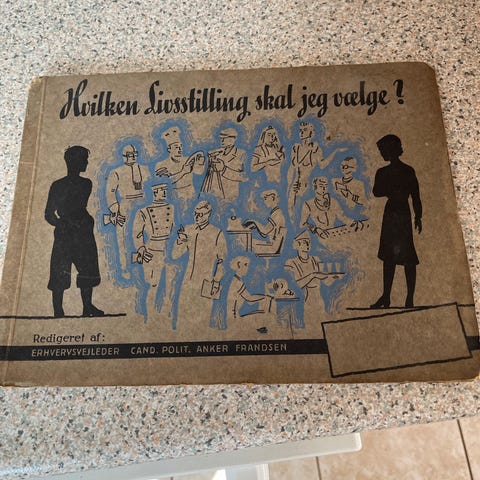 Hvilken Livsstilling skal jeg vælge?
Redigeret af:
ERHVERVSVEJLEDER CAND. POLIT. ANKER FRANDSEN